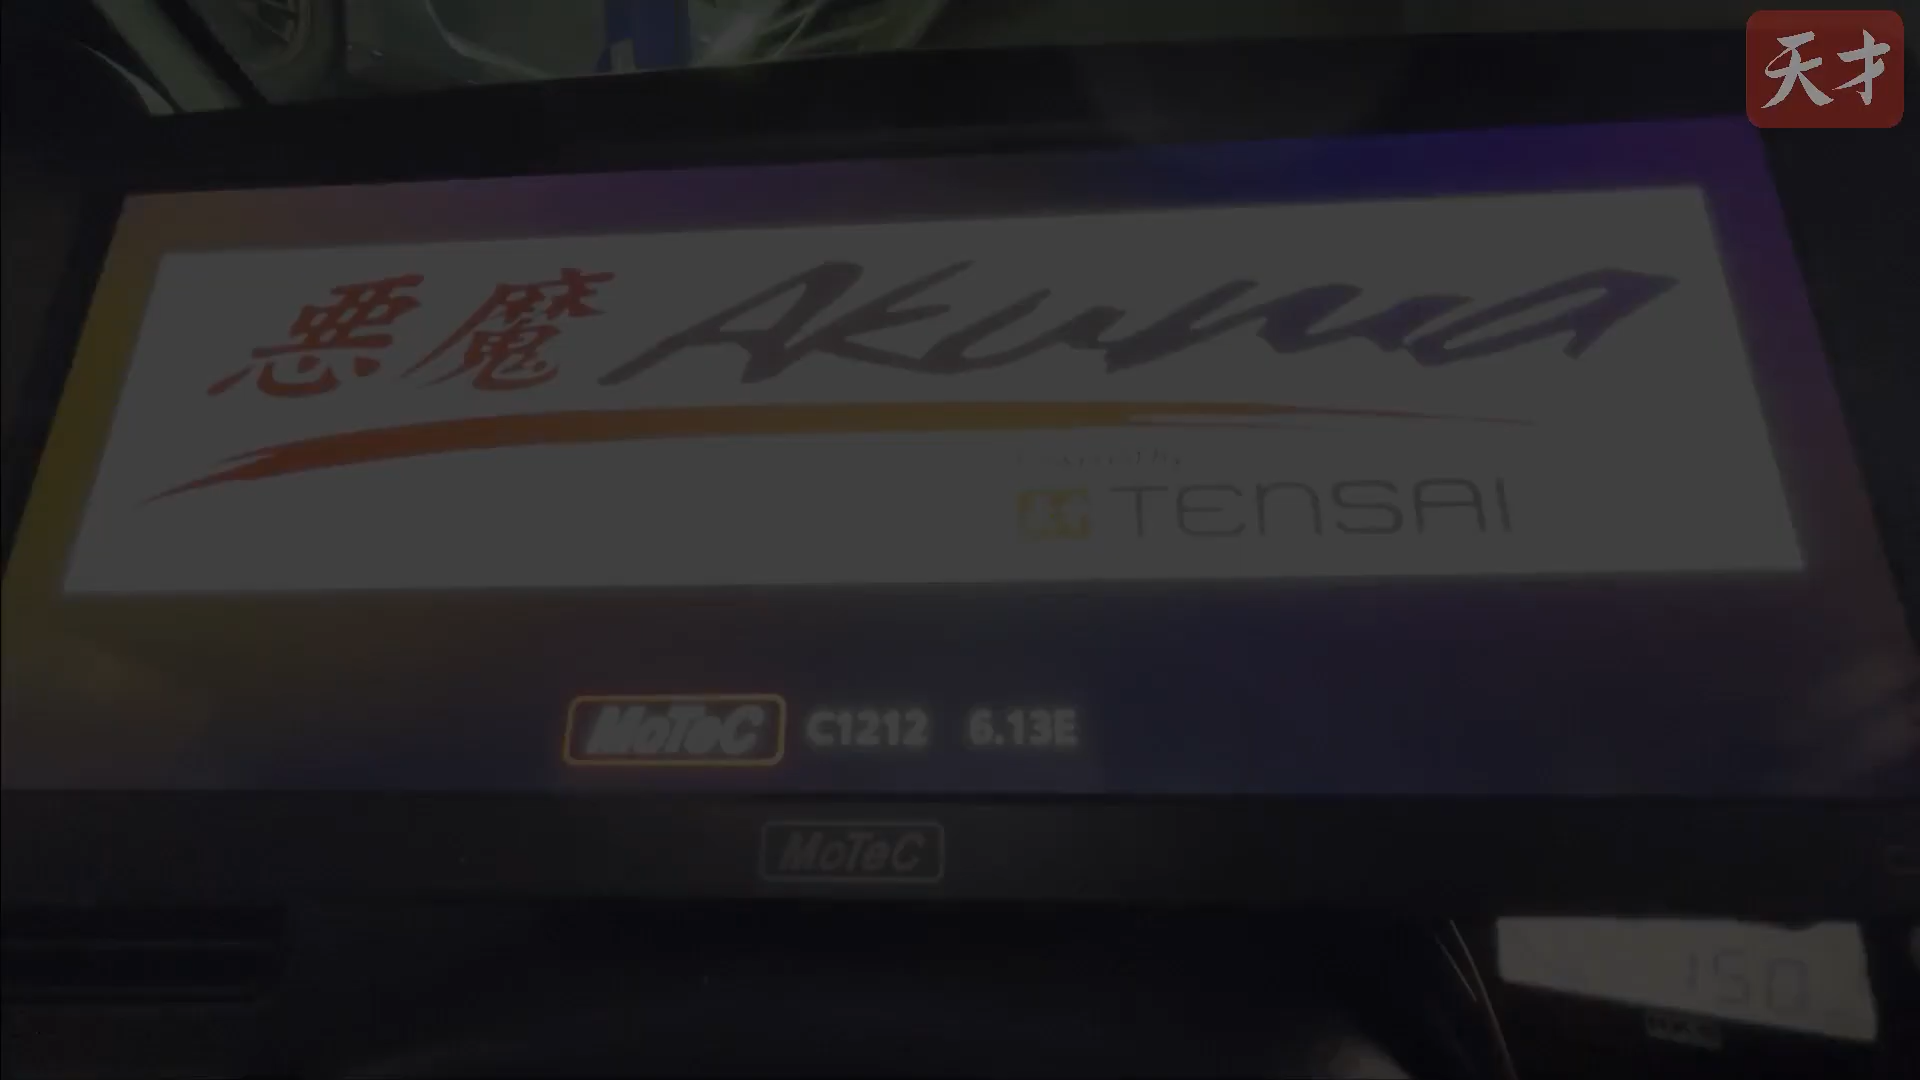 天才
悪魔 Akuma
TENSAI
MoTeC C1212 6.13E
MoTeC
150